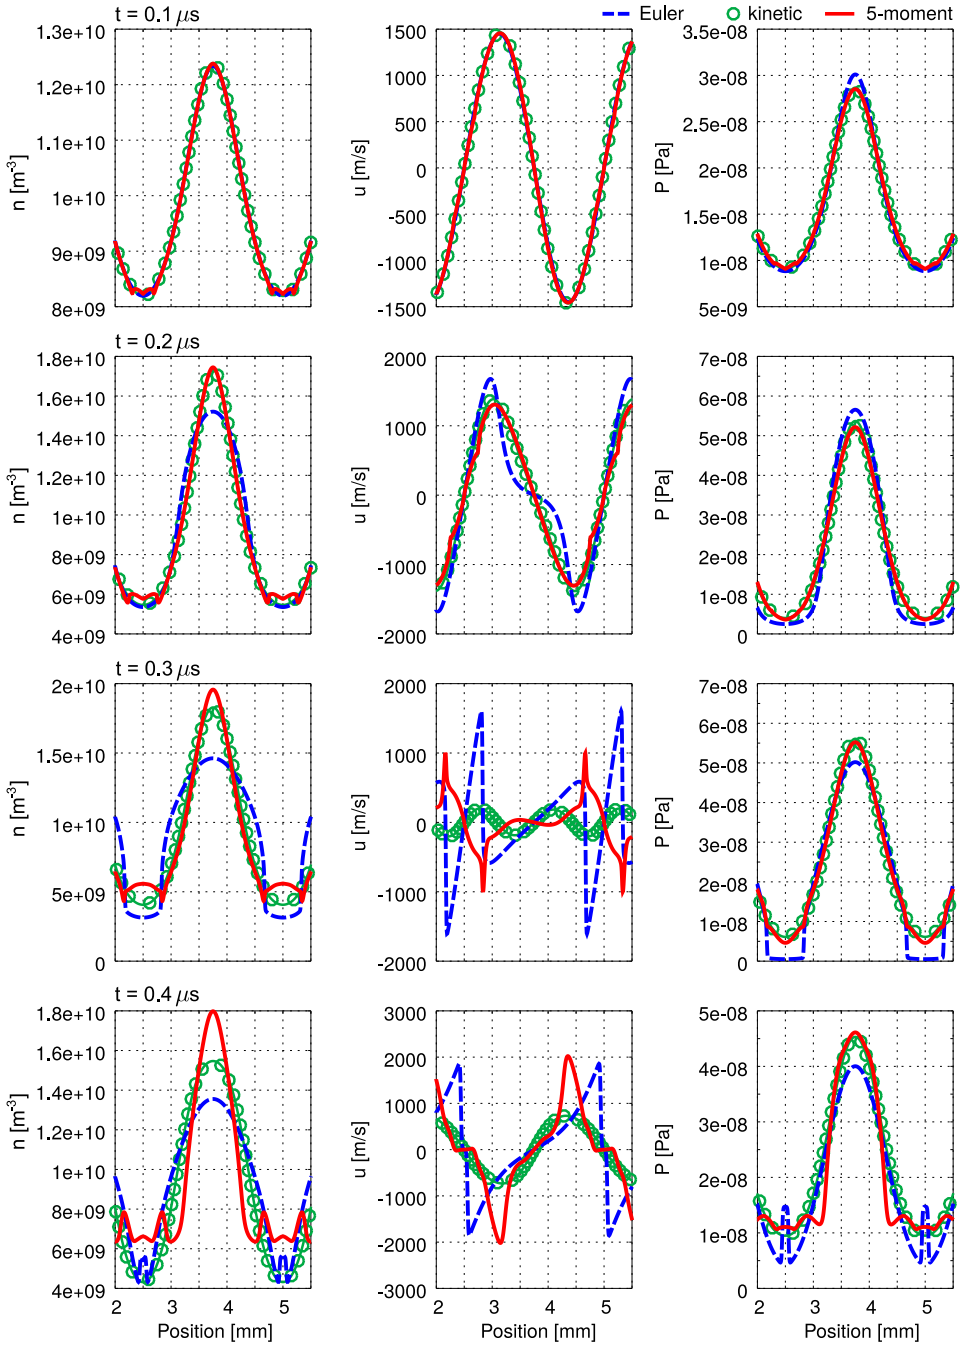 t = 0.1 μs
Euler kinetic 5-moment
1.3e+10
1.2e+10
1.1e+10
1e+10
9e+09
8e+09
n [m⁻³]
1500
1000
500
0
-500
-1000
-1500
u [m/s]
3.5e-08
3e-08
2.5e-08
2e-08
1.5e-08
1e-08
5e-09
P [Pa]
t = 0.2 μs
1.8e+10
1.6e+10
1.4e+10
1.2e+10
1e+10
8e+09
6e+09
4e+09
n [m⁻³]
2000
1000
0
-1000
-2000
u [m/s]
7e-08
6e-08
5e-08
4e-08
3e-08
2e-08
1e-08
0
P [Pa]
t = 0.3 μs
2e+10
1.5e+10
1e+10
5e+09
0
n [m⁻³]
2000
1000
0
-1000
-2000
u [m/s]
7e-08
6e-08
5e-08
4e-08
3e-08
2e-08
1e-08
0
P [Pa]
t = 0.4 μs
1.8e+10
1.6e+10
1.4e+10
1.2e+10
1e+10
8e+09
6e+09
4e+09
n [m⁻³]
2 3 4 5
Position [mm]
3000
2000
1000
0
-1000
-2000
-3000
u [m/s]
2 3 4 5
Position [mm]
5e-08
4e-08
3e-08
2e-08
1e-08
0
P [Pa]
2 3 4 5
Position [mm]